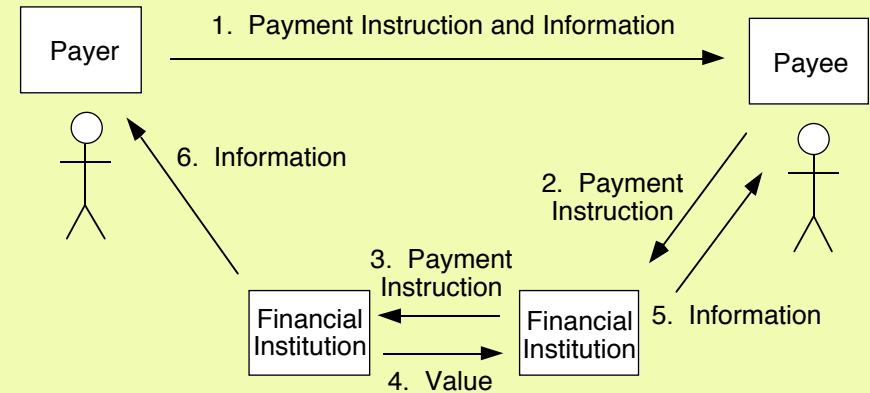 1. Payment Instruction and Information
Payer
Payee
6. Information
2. Payment
Instruction
3. Payment
Instruction
Financial
Institution
Financial
Institution
5. Information
4. Value